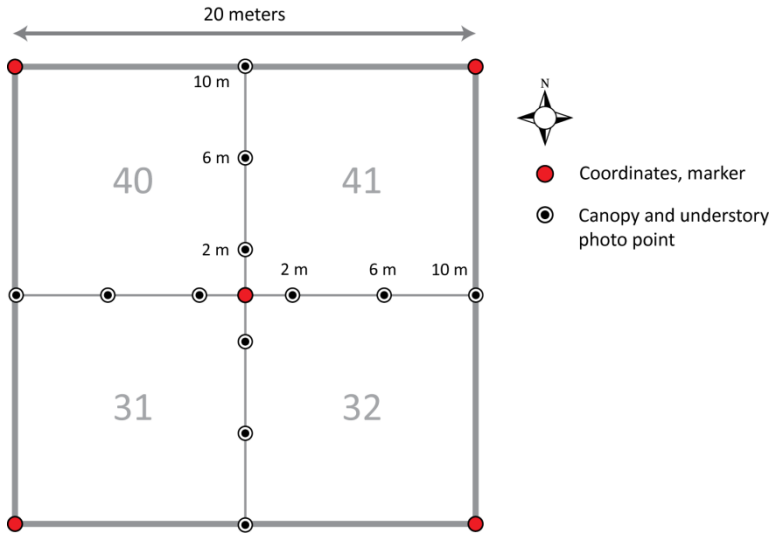 20 meters
10 m
N
40
41
6 m
Coordinates, marker
Canopy and understory
photo point
2 m
2 m
6 m
10 m
31
32